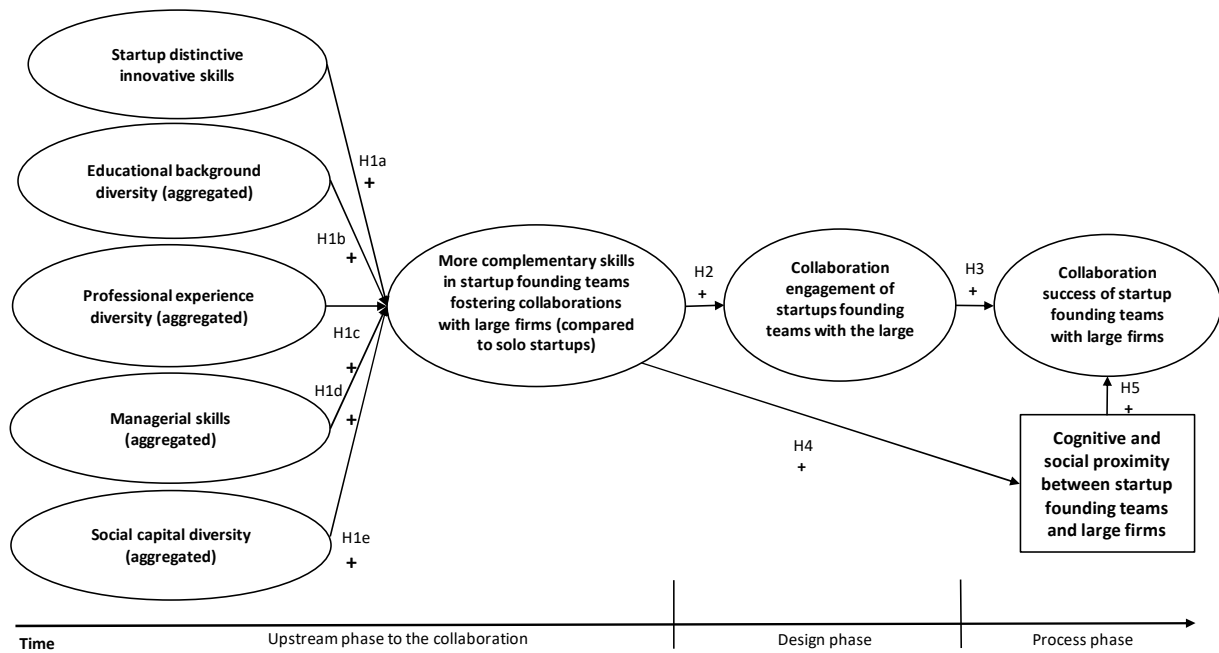 Startup distinctive
innovative skills
H1a
+
Educational background
diversity (aggregated)
H1b
+
Professional experience
diversity (aggregated)
H1c
+
Managerial skills
(aggregated)
H1d
+
Social capital diversity
(aggregated)
H1e
+
More complementary skills
in startup founding teams
fostering collaborations
with large firms (compared
to solo startups)
H2
+
Collaboration
engagement of
startups founding
teams with the large
H3
+
Collaboration
success of startup
founding teams
with large firms
H4
+
H5
+
Cognitive and
social proximity
between startup
founding teams
and large firms
Time
Upstream phase to the collaboration
Design phase
Process phase